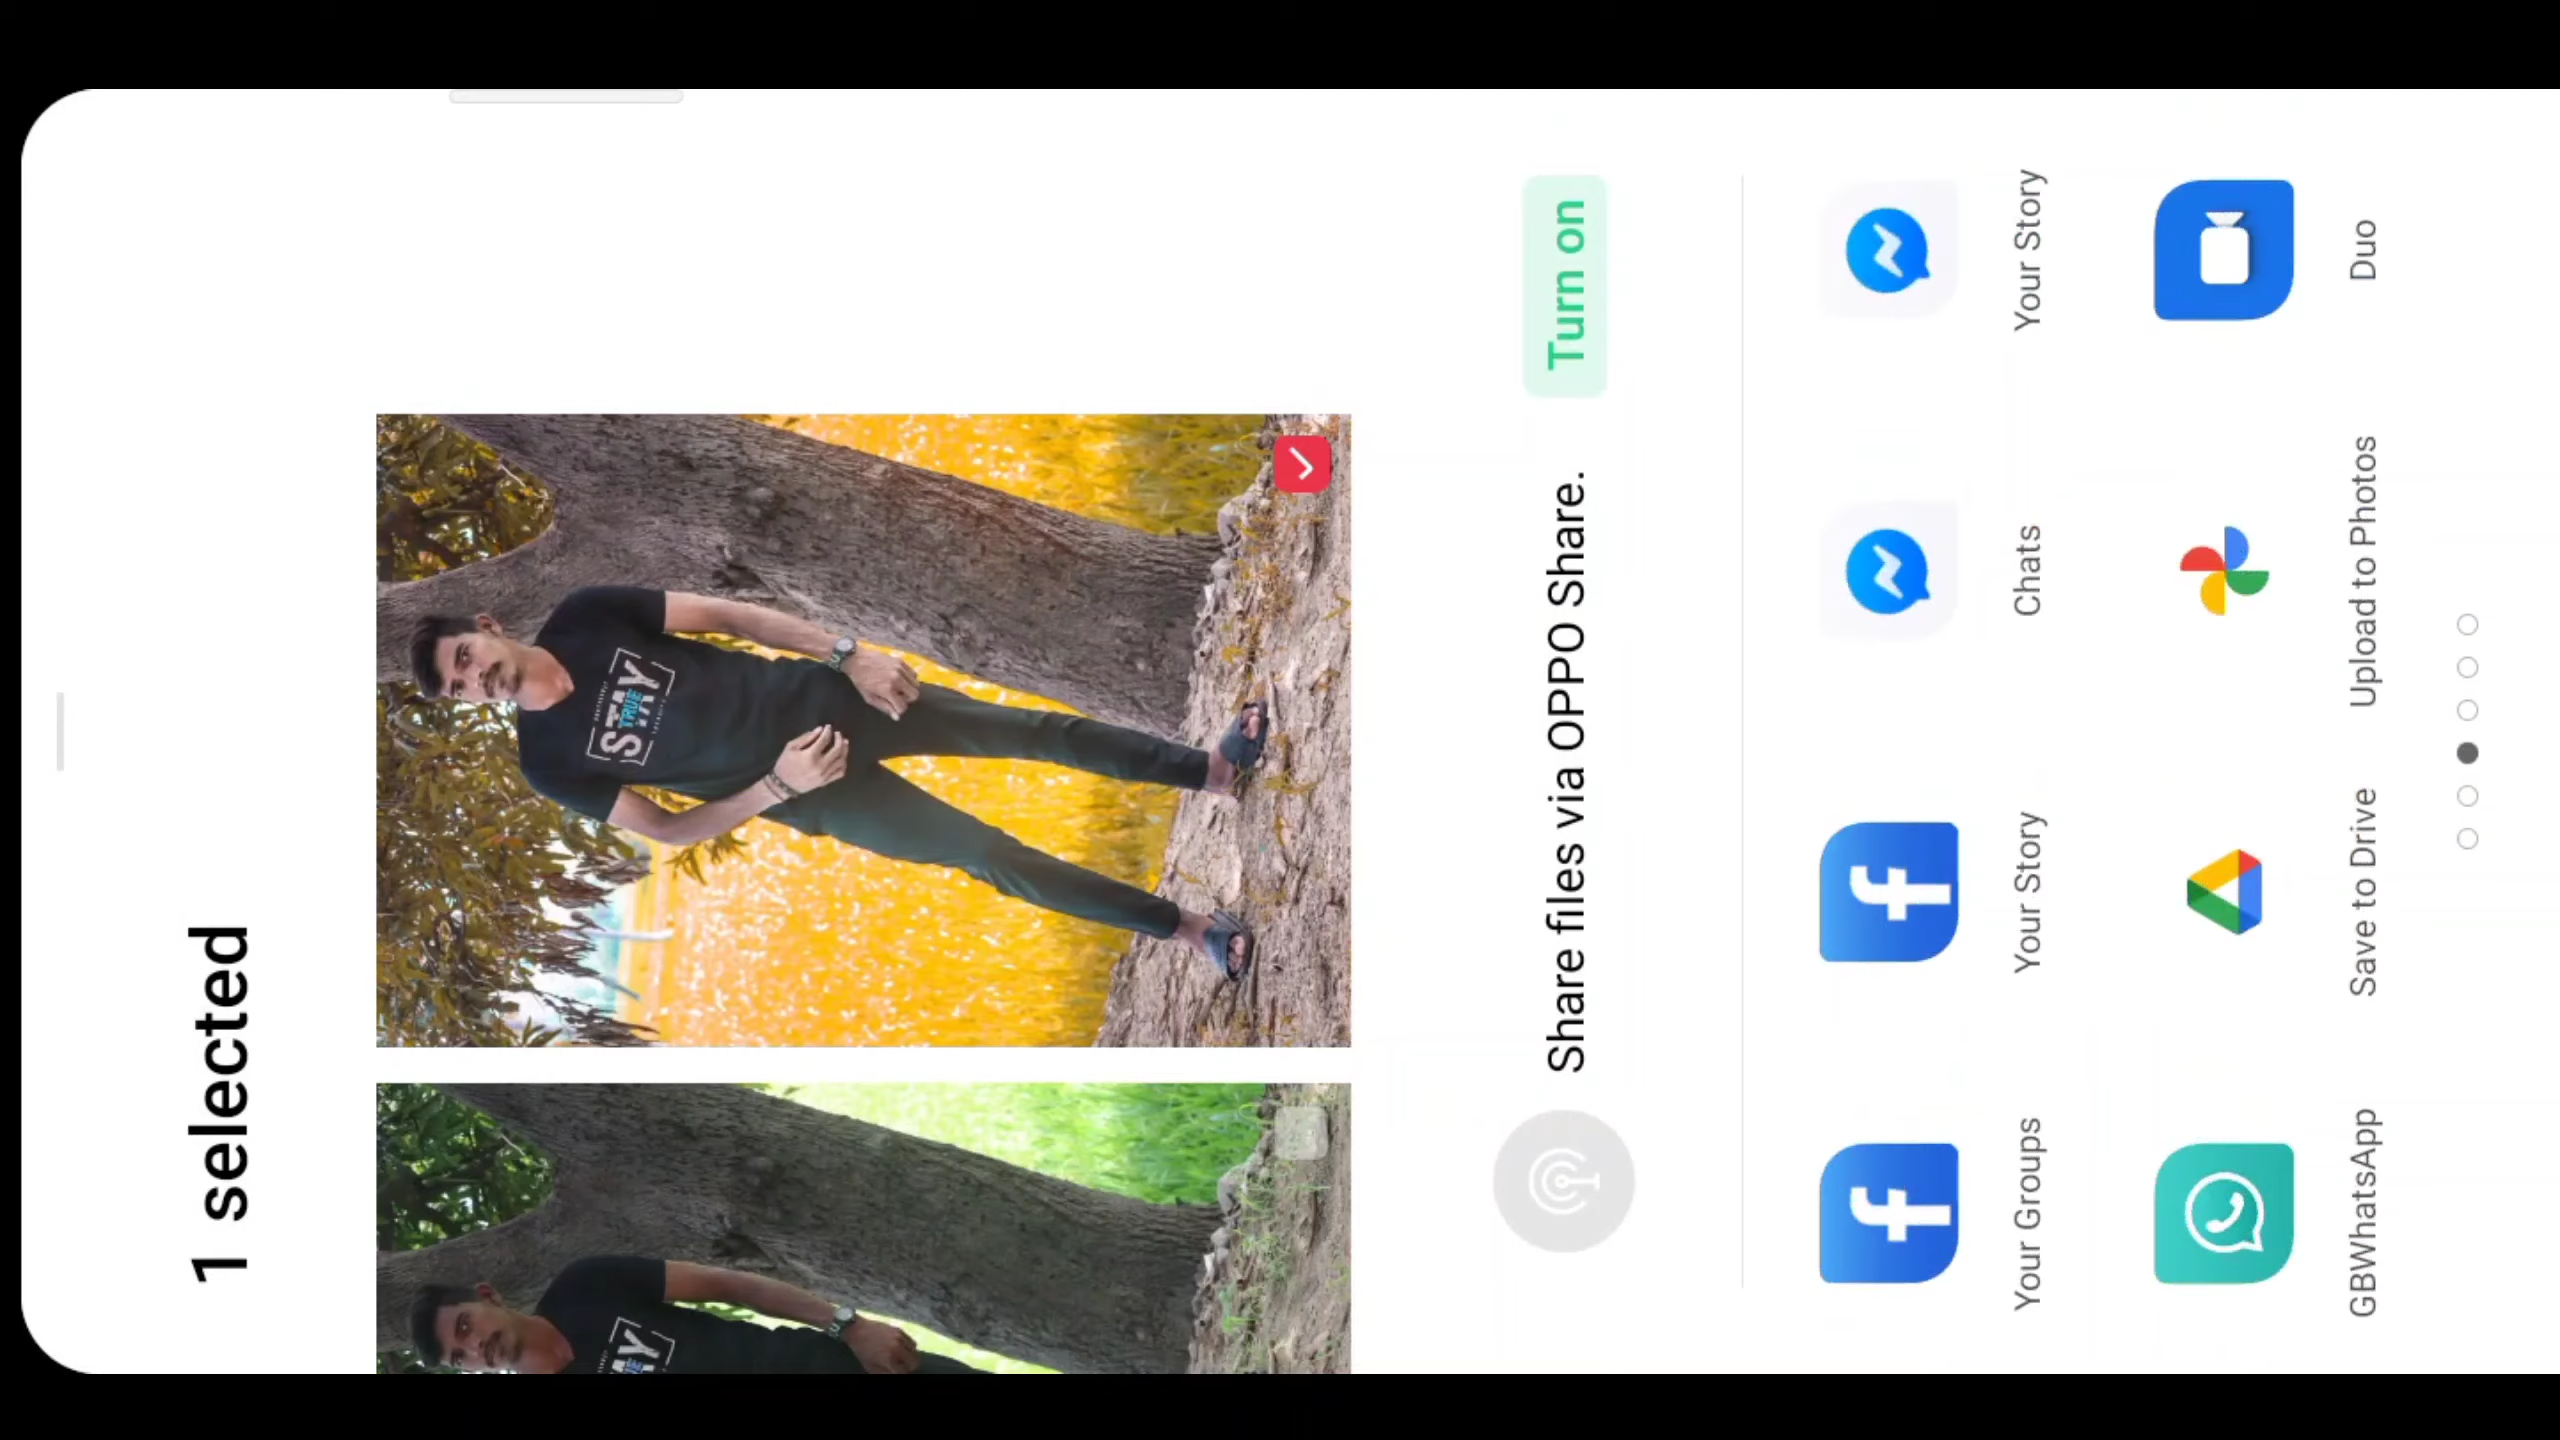 1 selected
STAY
TRUE
AY
Share files via OPPO Share.
Turn on
Your Groups
Your Story
Chats
Your Story
GBWhatsApp
Save to Drive
Upload to Photos
Duo